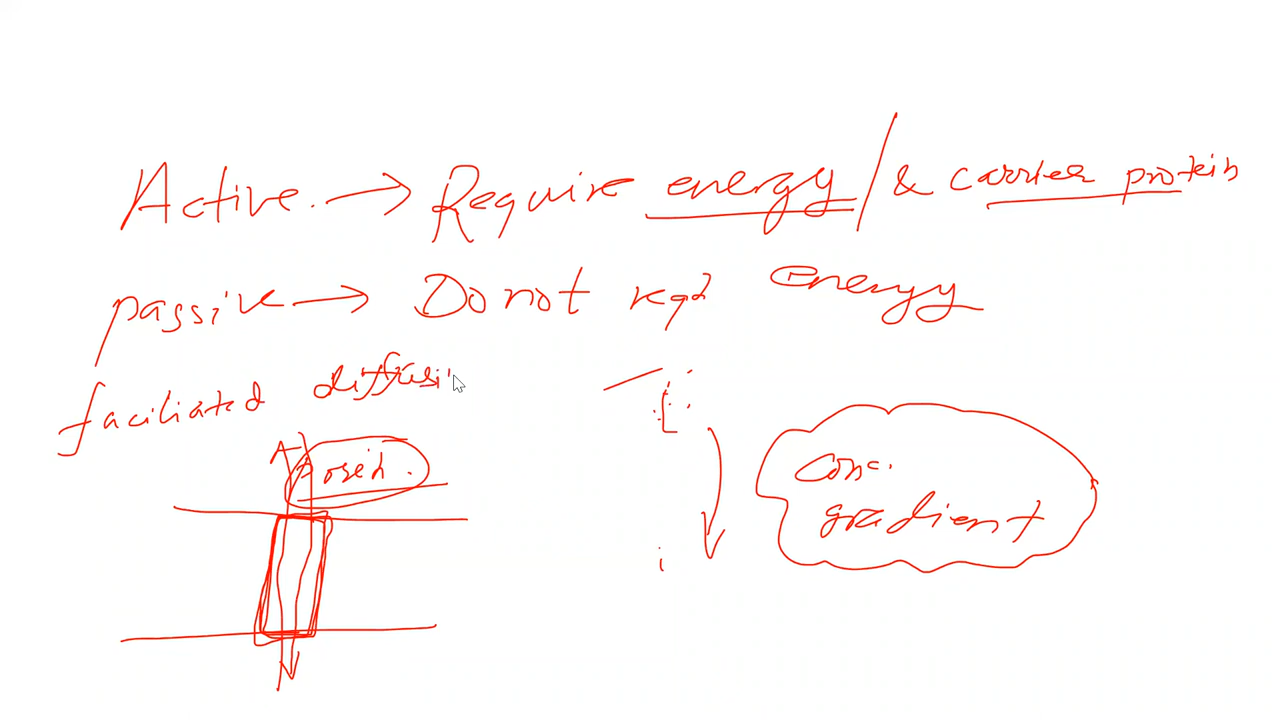 Active → Require energy / & carrier protein
passive → Do not reqd energy
faciliated diffusi
conc.
gradient